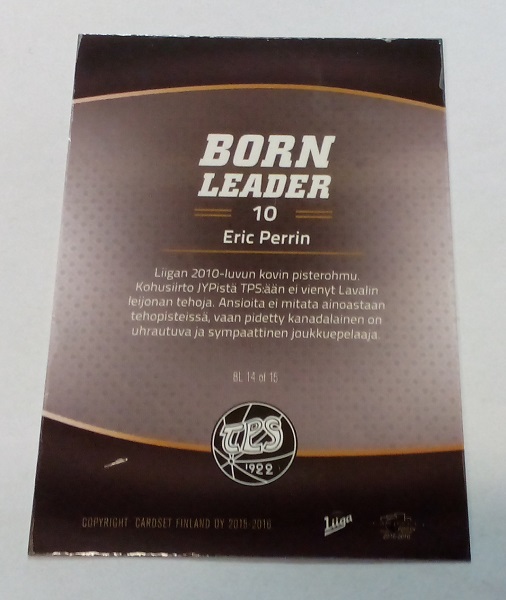 BORN
LEADER
10
Eric Perrin
Liigan 2010-luvun kovin pisterohmu.
Kohusiirto JYPistä TPS:ään ei vienyt Lavalin
leijonan tehoja. Ansioita ei mitata ainoastaan
tehopisteissä, vaan pidetty kanadalainen on
uhrautuva ja sympaattinen joukkuepelaaja.
BL 14 of 15
TPS
1922
COPYRIGHT CARDSET FINLAND OY 2015-2016
Liiga